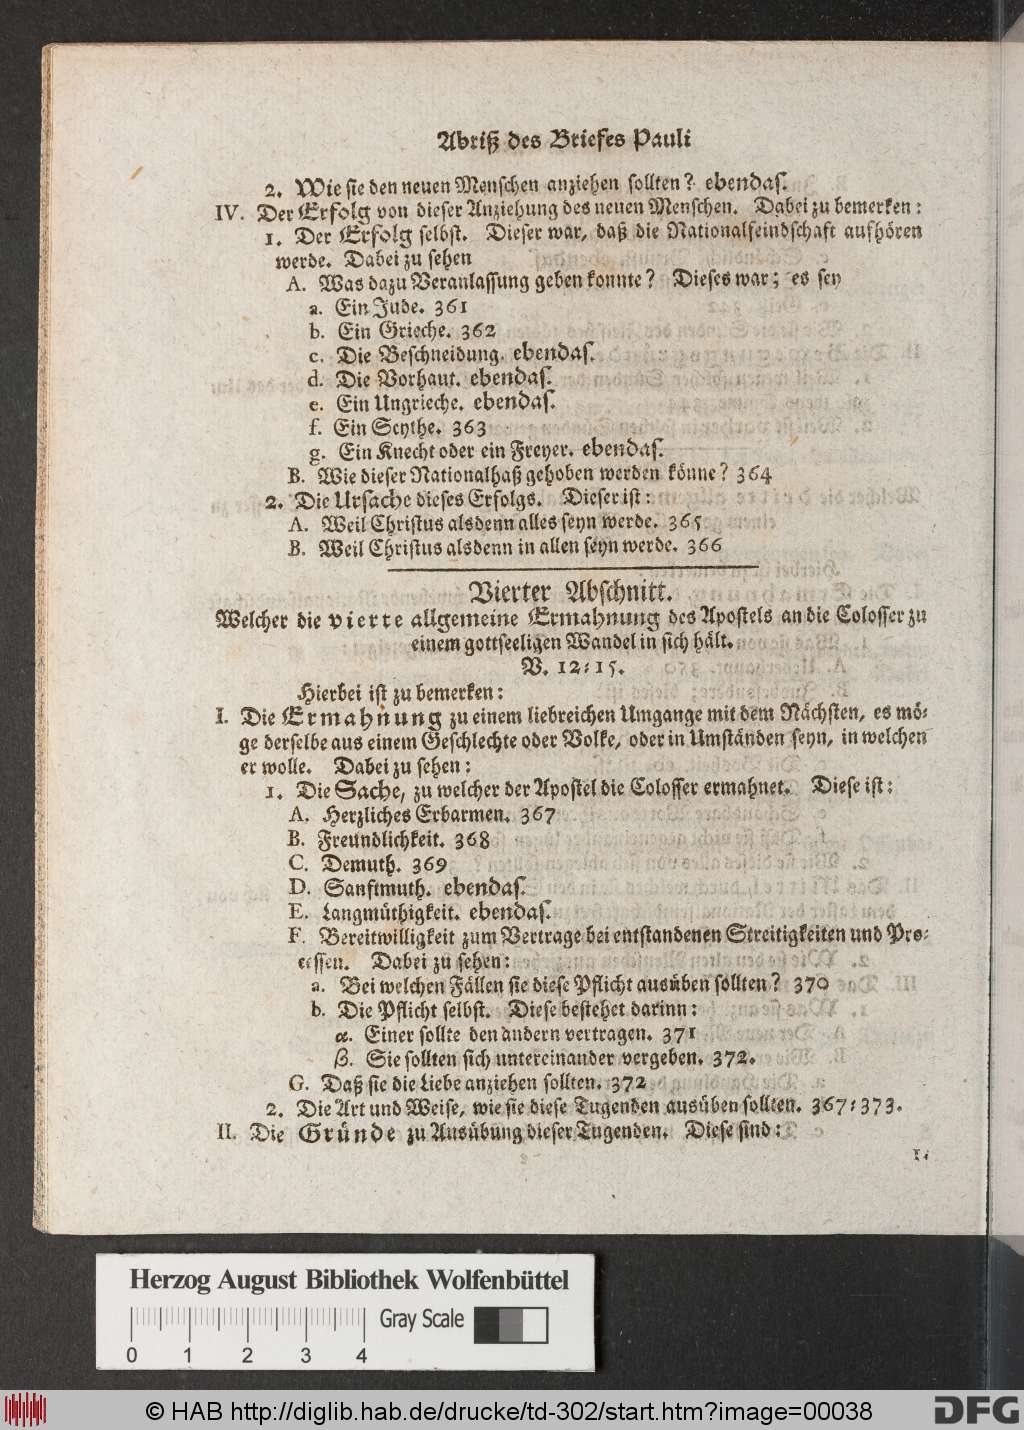 Abriß des Briefes Pauli
2. Wie sie den neuen Menschen anziehen sollten? ebendas.
IV. Der Erfolg von dieser Anziehung des neuen Menschen. Dabei zu bemerken:
1. Der Erfolg selbst. Dieser war, daß die Nationalfeindschaft aufhören
werde. Dabei zu sehen
A. Was dazu Veranlassung geben konnte? Dieses war; es sey
a. Ein Jude. 361
b. Ein Grieche. 362
c. Die Beschneidung. ebendas.
d. Die Vorhaut. ebendas.
e. Ein Ungrieche. ebendas.
f. Ein Scythe. 363
g. Ein Knecht oder ein Freyer. ebendas.
B. Wie dieser Nationalhaß gehoben werden könne? 364
2. Die Ursache dieses Erfolgs. Dieser ist:
A. Weil Christus alsdenn alles seyn werde. 365
B. Weil Christus alsdenn in allen seyn werde. 366
Vierter Abschnitt.
Welcher die vierte allgemeine Ermahnung des Apostels an die Colosser zu
einem gottseeligen Wandel in sich hält.
V. 12-15.
Hierbei ist zu bemerken:
I. Die Ermahnung zu einem liebreichen Umgange mit dem Nächsten, es mö-
ge derselbe aus einem Geschlechte oder Volke, oder in Umständen seyn, in welchen
er wolle. Dabei zu sehen:
1. Die Sache, zu welcher der Apostel die Colosser ermahnet. Diese ist:
A. Herzliches Erbarmen. 367
B. Freundlichkeit. 368
C. Demuth. 369
D. Sanftmuth. ebendas.
E. Langmüthigkeit. ebendas.
F. Bereitwilligkeit zum Vertrage bei entstandenen Streitigkeiten und Pro-
cessen. Dabei zu sehen:
a. Bei welchen Fällen sie diese Pflicht ausüben sollten? 370
b. Die Pflicht selbst. Diese bestehet darinn:
α. Einer sollte den andern vertragen. 371
β. Sie sollten sich untereinander vergeben. 372.
G. Daß sie die Liebe anziehen sollten. 372
2. Die Art und Weise, wie sie diese Tugenden ausüben sollten. 367-373.
II. Die Gründe zu Ausübung dieser Tugenden. Diese sind:
1.
Herzog August Bibliothek Wolfenbüttel
Gray Scale
0 1 2 3 4
© HAB http://diglib.hab.de/drucke/td-302/start.htm?image=00038
DFG